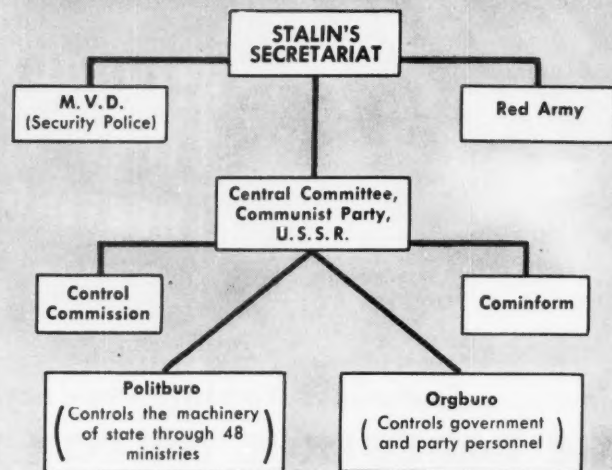 STALIN'S
SECRETARIAT
M.V.D.
(Security Police)
Red Army
Central Committee,
Communist Party,
U.S.S.R.
Control
Commission
Cominform
Politburo
(Controls the machinery
of state through 48
ministries)
Orgburo
(Controls government
and party personnel)